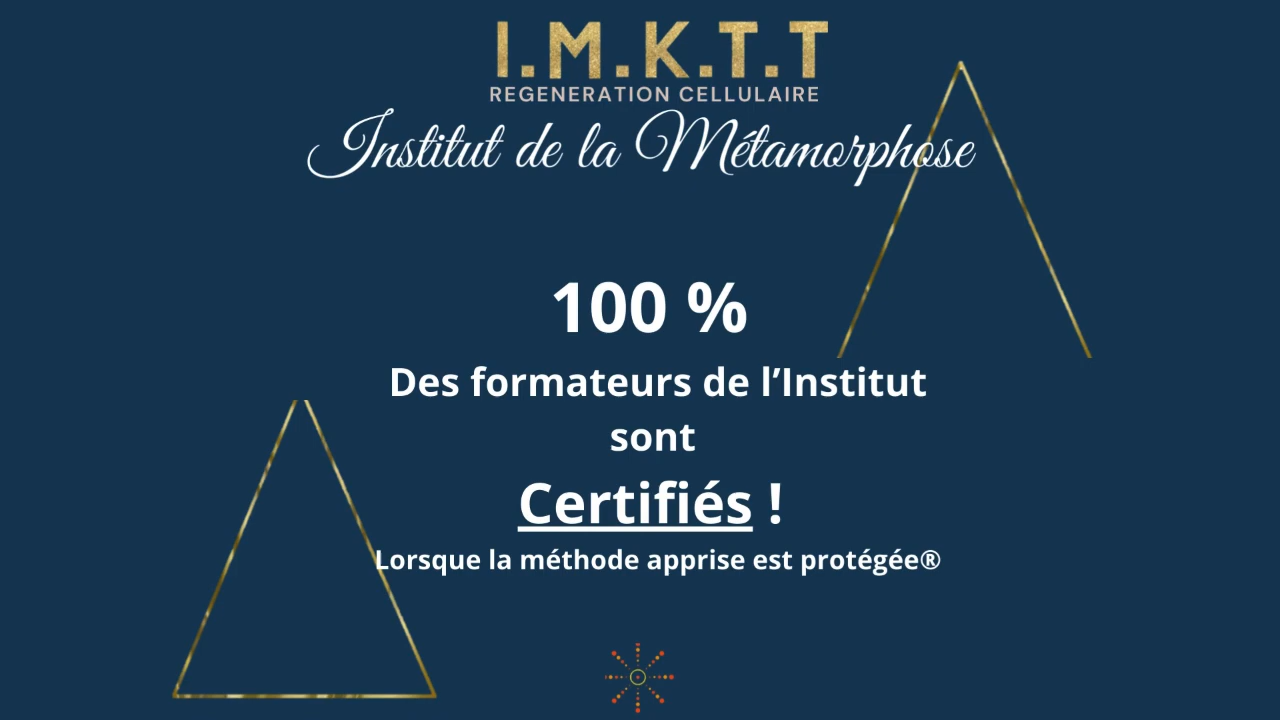 I.M.K.T.T
REGENERATION CELLULAIRE
Institut de la Métamorphose
100 %
Des formateurs de l’Institut
sont
Certifiés !
Lorsque la méthode apprise est protégée®